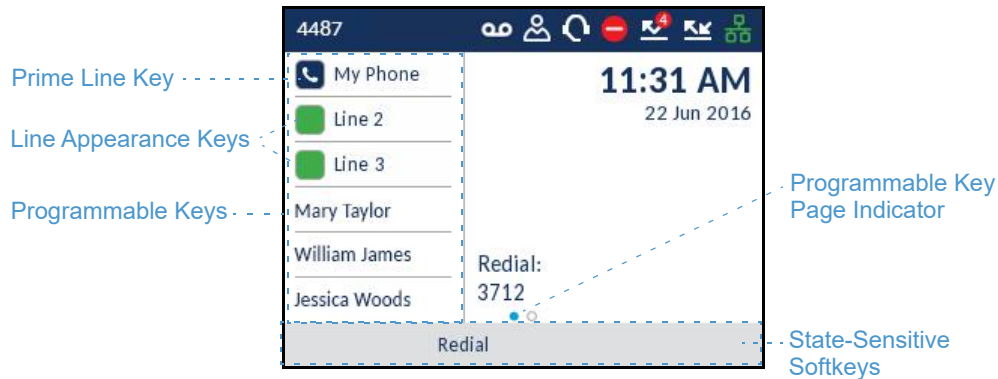 4487
4
Prime Line Key
My Phone
11:31 AM
22 Jun 2016
Line 2
Line Appearance Keys
Line 3
Programmable Keys
Mary Taylor
Programmable Key
Page Indicator
William James
Redial:
3712
Jessica Woods
Redial
State-Sensitive
Softkeys